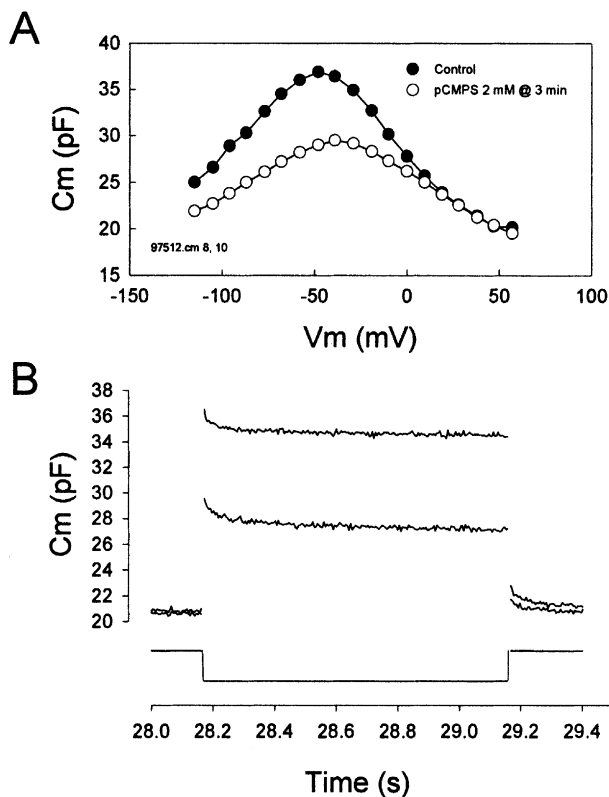 A
40
35
30
25
20
15
Cm (pF)
Control
pCMPS 2 mM @ 3 min
97512.cm 8, 10
-150 -100 -50 0 50 100
Vm (mV)
B
38
36
34
32
30
28
26
24
22
20
Cm (pF)
28.0 28.2 28.4 28.6 28.8 29.0 29.2 29.4
Time (s)